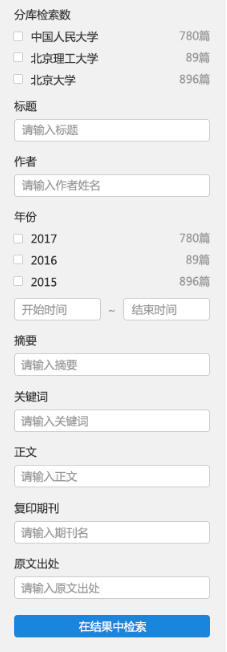 分库检索数
中国人民大学 780篇
北京理工大学 89篇
北京大学 896篇
标题
请输入标题
作者
请输入作者姓名
年份
2017 780篇
2016 89篇
2015 896篇
开始时间 ~ 结束时间
摘要
请输入摘要
关键词
请输入关键词
正文
请输入正文
复印期刊
请输入期刊名
原文出处
请输入原文出处
在结果中检索